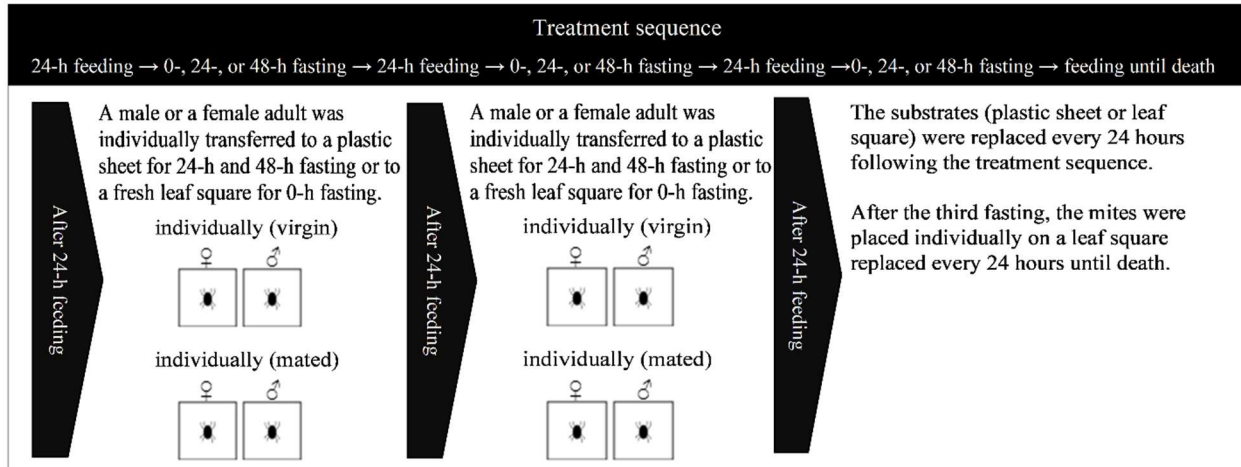 Treatment sequence
24-h feeding → 0-, 24-, or 48-h fasting → 24-h feeding → 0-, 24-, or 48-h fasting → 24-h feeding →0-, 24-, or 48-h fasting → feeding until death
After 24-h feeding
A male or a female adult was
individually transferred to a plastic
sheet for 24-h and 48-h fasting or to
a fresh leaf square for 0-h fasting.
individually (virgin)
♀ ♂
individually (mated)
♀ ♂
After 24-h feeding
A male or a female adult was
individually transferred to a plastic
sheet for 24-h and 48-h fasting or to
a fresh leaf square for 0-h fasting.
individually (virgin)
♀ ♂
individually (mated)
♀ ♂
After 24-h feeding
The substrates (plastic sheet or leaf
square) were replaced every 24 hours
following the treatment sequence.
After the third fasting, the mites were
placed individually on a leaf square
replaced every 24 hours until death.